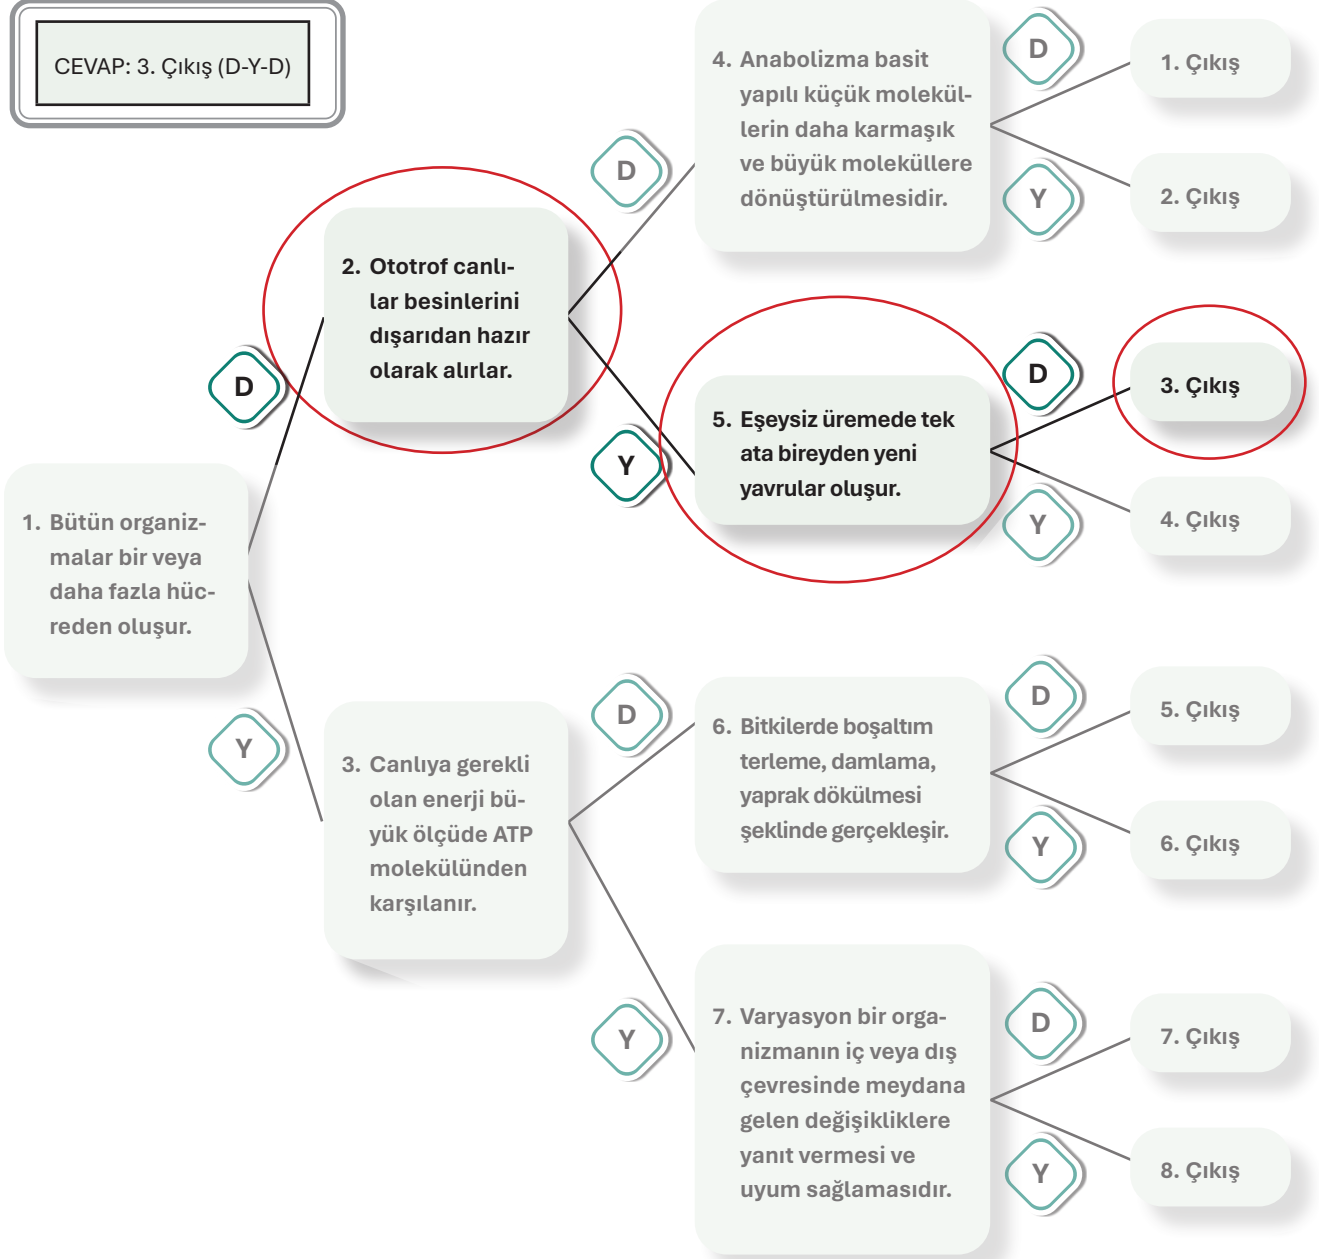 CEVAP: 3. Çıkış (D-Y-D)
1. Bütün organiz-
malar bir veya
daha fazla hüc-
reden oluşur.
D
Y
2. Ototrof canlı-
lar besinlerini
dışarıdan hazır
olarak alırlar.
D
Y
3. Canlıya gerekli
olan enerji bü-
yük ölçüde ATP
molekülünden
karşılanır.
D
Y
4. Anabolizma basit
yapılı küçük molekül-
lerin daha karmaşık
ve büyük moleküllere
dönüştürülmesidir.
D
Y
1. Çıkış
2. Çıkış
5. Eşeysiz üremede tek
ata bireyden yeni
yavrular oluşur.
D
Y
3. Çıkış
4. Çıkış
6. Bitkilerde boşaltım
terleme, damlama,
yaprak dökülmesi
şeklinde gerçekleşir.
D
Y
5. Çıkış
6. Çıkış
7. Varyasyon bir orga-
nizmanın iç veya dış
çevresinde meydana
gelen değişikliklere
yanıt vermesi ve
uyum sağlamasıdır.
D
Y
7. Çıkış
8. Çıkış